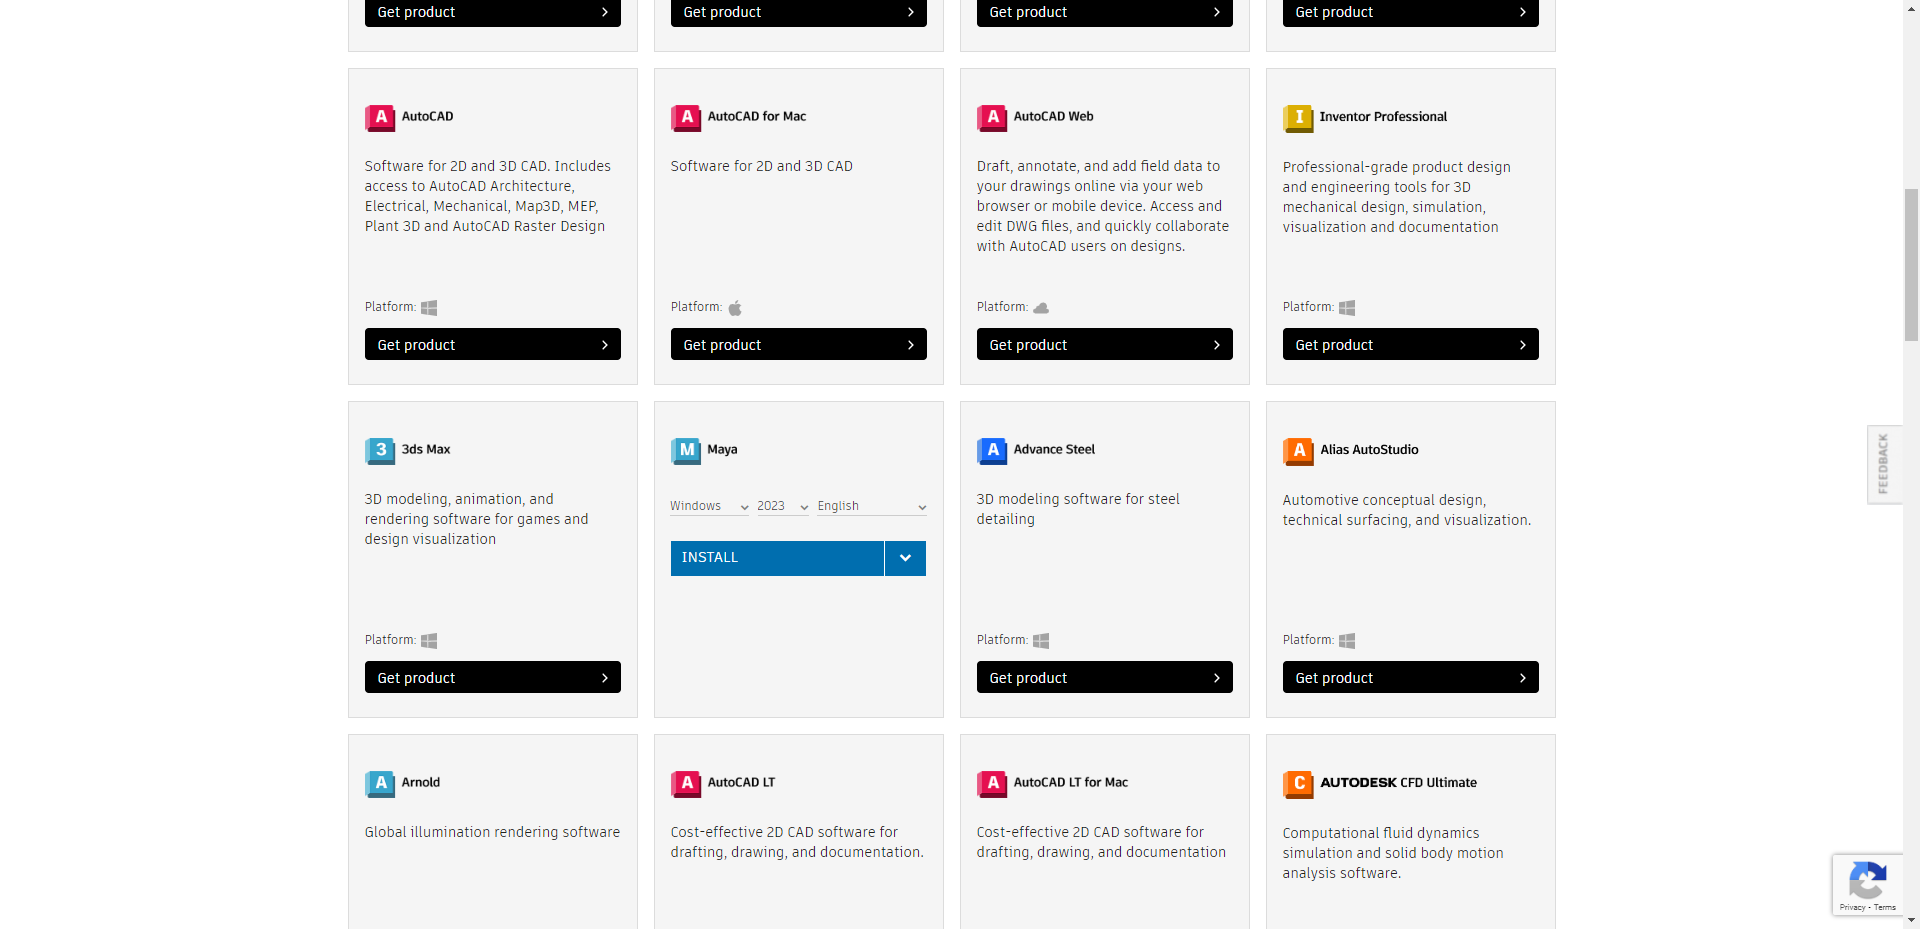 Get product
Get product
Get product
Get product
A AutoCAD
Software for 2D and 3D CAD. Includes
access to AutoCAD Architecture,
Electrical, Mechanical, Map3D, MEP,
Plant 3D and AutoCAD Raster Design
Platform:
Get product
A AutoCAD for Mac
Software for 2D and 3D CAD
Platform:
Get product
A AutoCAD Web
Draft, annotate, and add field data to
your drawings online via your web
browser or mobile device. Access and
edit DWG files, and quickly collaborate
with AutoCAD users on designs.
Platform:
Get product
I Inventor Professional
Professional-grade product design
and engineering tools for 3D
mechanical design, simulation,
visualization and documentation
Platform:
Get product
3 3ds Max
3D modeling, animation, and
rendering software for games and
design visualization
Platform:
Get product
M Maya
Windows 2023 English
INSTALL
A Advance Steel
3D modeling software for steel
detailing
Platform:
Get product
A Alias AutoStudio
Automotive conceptual design,
technical surfacing, and visualization.
Platform:
Get product
A Arnold
Global illumination rendering software
A AutoCAD LT
Cost-effective 2D CAD software for
drafting, drawing, and documentation.
A AutoCAD LT for Mac
Cost-effective 2D CAD software for
drafting, drawing, and documentation
C AUTODESK CFD Ultimate
Computational fluid dynamics
simulation and solid body motion
analysis software.
FEEDBACK
Privacy - Terms